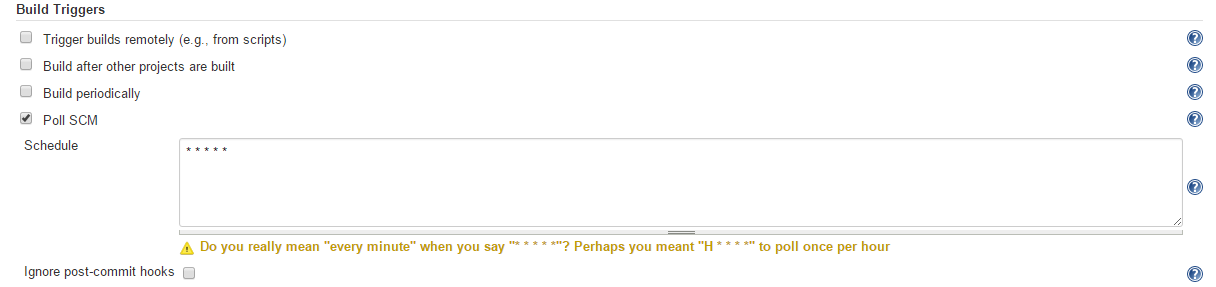 Build Triggers
Trigger builds remotely (e.g., from scripts)
Build after other projects are built
Build periodically
Poll SCM
Schedule
* * * * *
Do you really mean "every minute" when you say "* * * * *"? Perhaps you meant "H * * * *" to poll once per hour
Ignore post-commit hooks